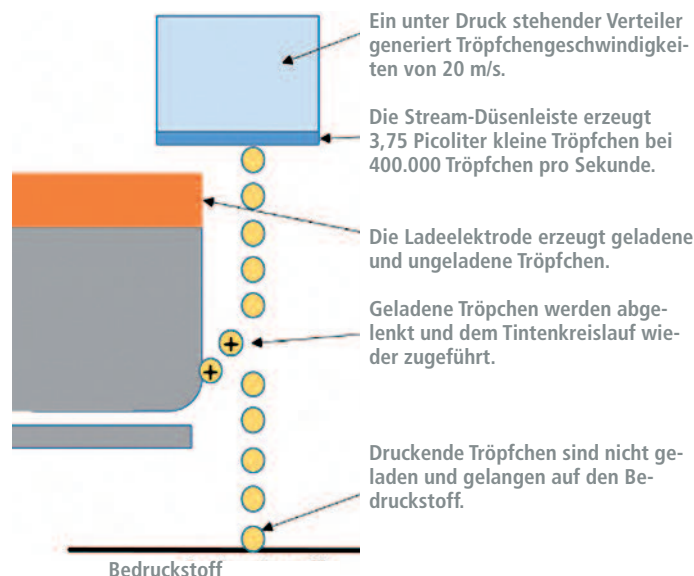 Ein unter Druck stehender Verteiler
generiert Tröpfchengeschwindigkei-
ten von 20 m/s.
Die Stream-Düsenleiste erzeugt
3,75 Picoliter kleine Tröpfchen bei
400.000 Tröpfchen pro Sekunde.
Die Ladeelektrode erzeugt geladene
und ungeladene Tröpfchen.
Geladene Tröpchen werden abge-
lenkt und dem Tintenkreislauf wie-
der zugeführt.
+
+
Druckende Tröpfchen sind nicht ge-
laden und gelangen auf den Be-
druckstoff.
Bedruckstoff